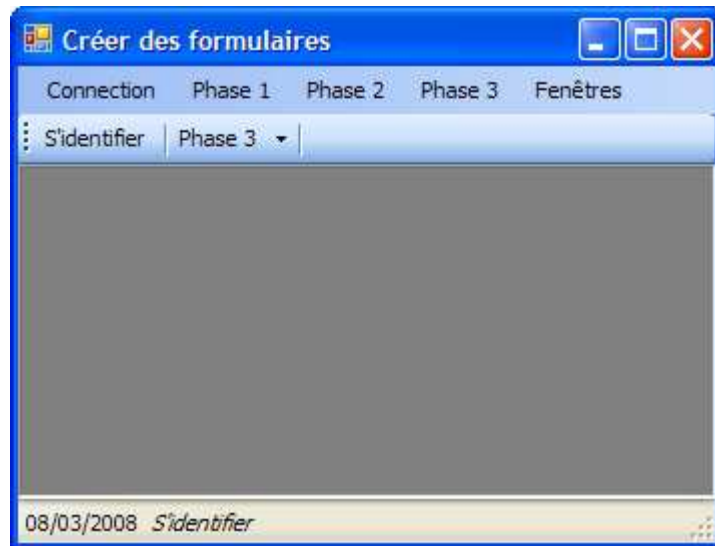 Créer des formulaires
Connection Phase 1 Phase 2 Phase 3 Fenêtres
S'identifier Phase 3
08/03/2008 S'identifier